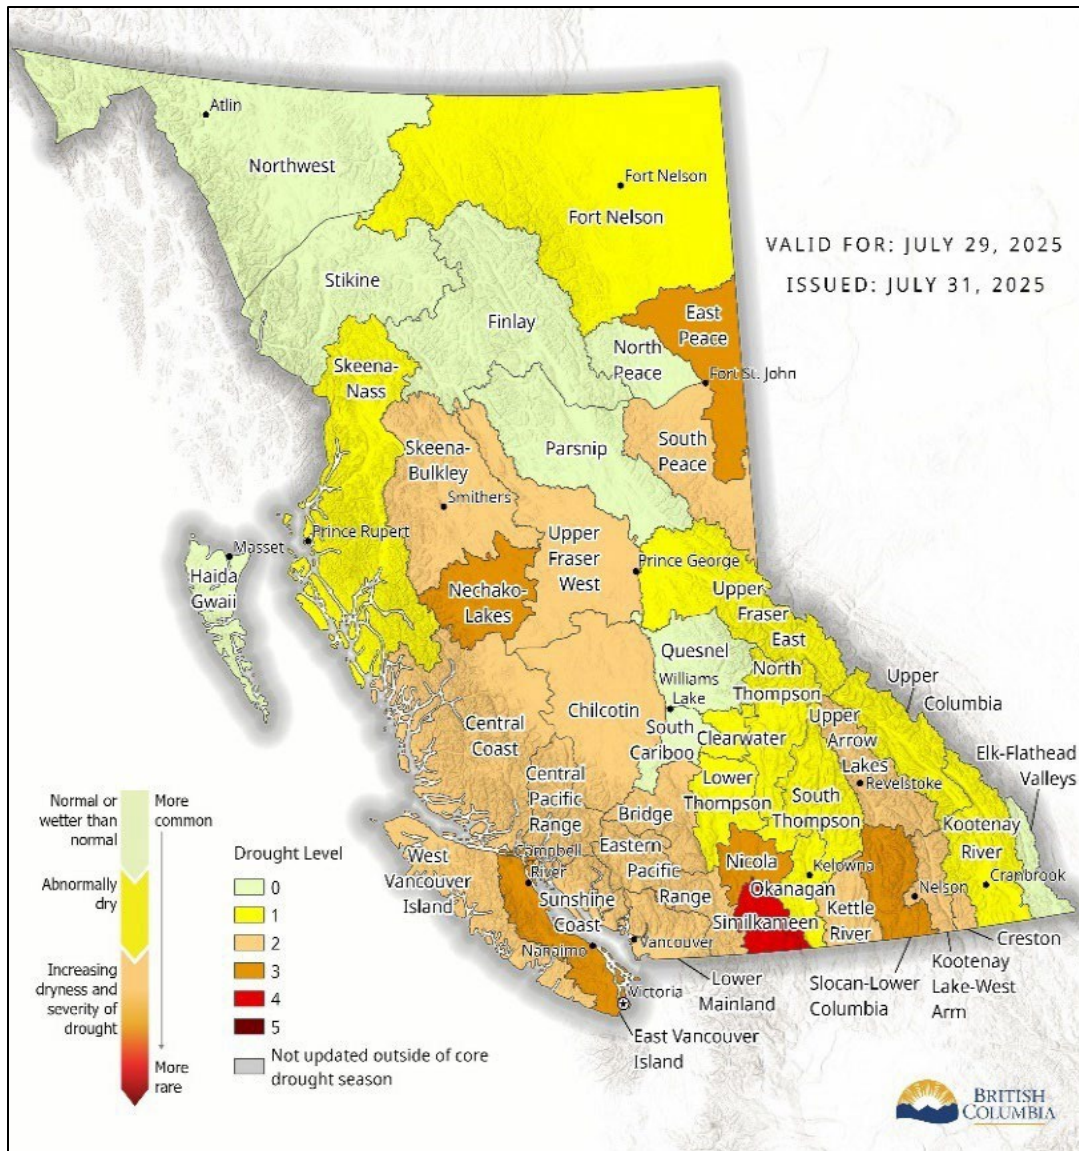 Atlin
Northwest
Fort Nelson
Fort Nelson
VALID FOR: JULY 29, 2025
ISSUED: JULY 31, 2025
Stikine
Finlay
East
Peace
North
Peace
Fort St. John
Skeena-
Nass
Skeena-
Bulkley
Smithers
Parsnip
South
Peace
Masset
Haida
Gwaii
Prince Rupert
Upper
Fraser
West
Prince George
Nechako-
Lakes
Upper
Fraser
East
Quesnel
Williams
Lake
North
Thompson
Upper
Columbia
Central
Coast
Chilcotin
South
Cariboo
Clearwater
Upper
Arrow
Lakes
Revelstoke
Elk-Flathead
Valleys
Central
Pacific
Range
Lower
Thompson
South
Thompson
Bridge
Kootenay
River
Cranbrook
Campbell
River
West
Vancouver
Island
Eastern
Pacific
Range
Nicola
Kelowna
Okanagan
Nelson
Sunshine
Coast
Similkameen
Kettle
River
Nanaimo
Vancouver
Creston
Kootenay
Lake-West
Arm
Slocan-Lower
Columbia
Lower
Mainland
Victoria
East Vancouver
Island
Normal or
wetter than
normal
More
common
Abnormally
dry
Increasing
dryness and
severity of
drought
More
rare
Drought Level
0
1
2
3
4
5
Not updated outside of core
drought season
BRITISH
COLUMBIA